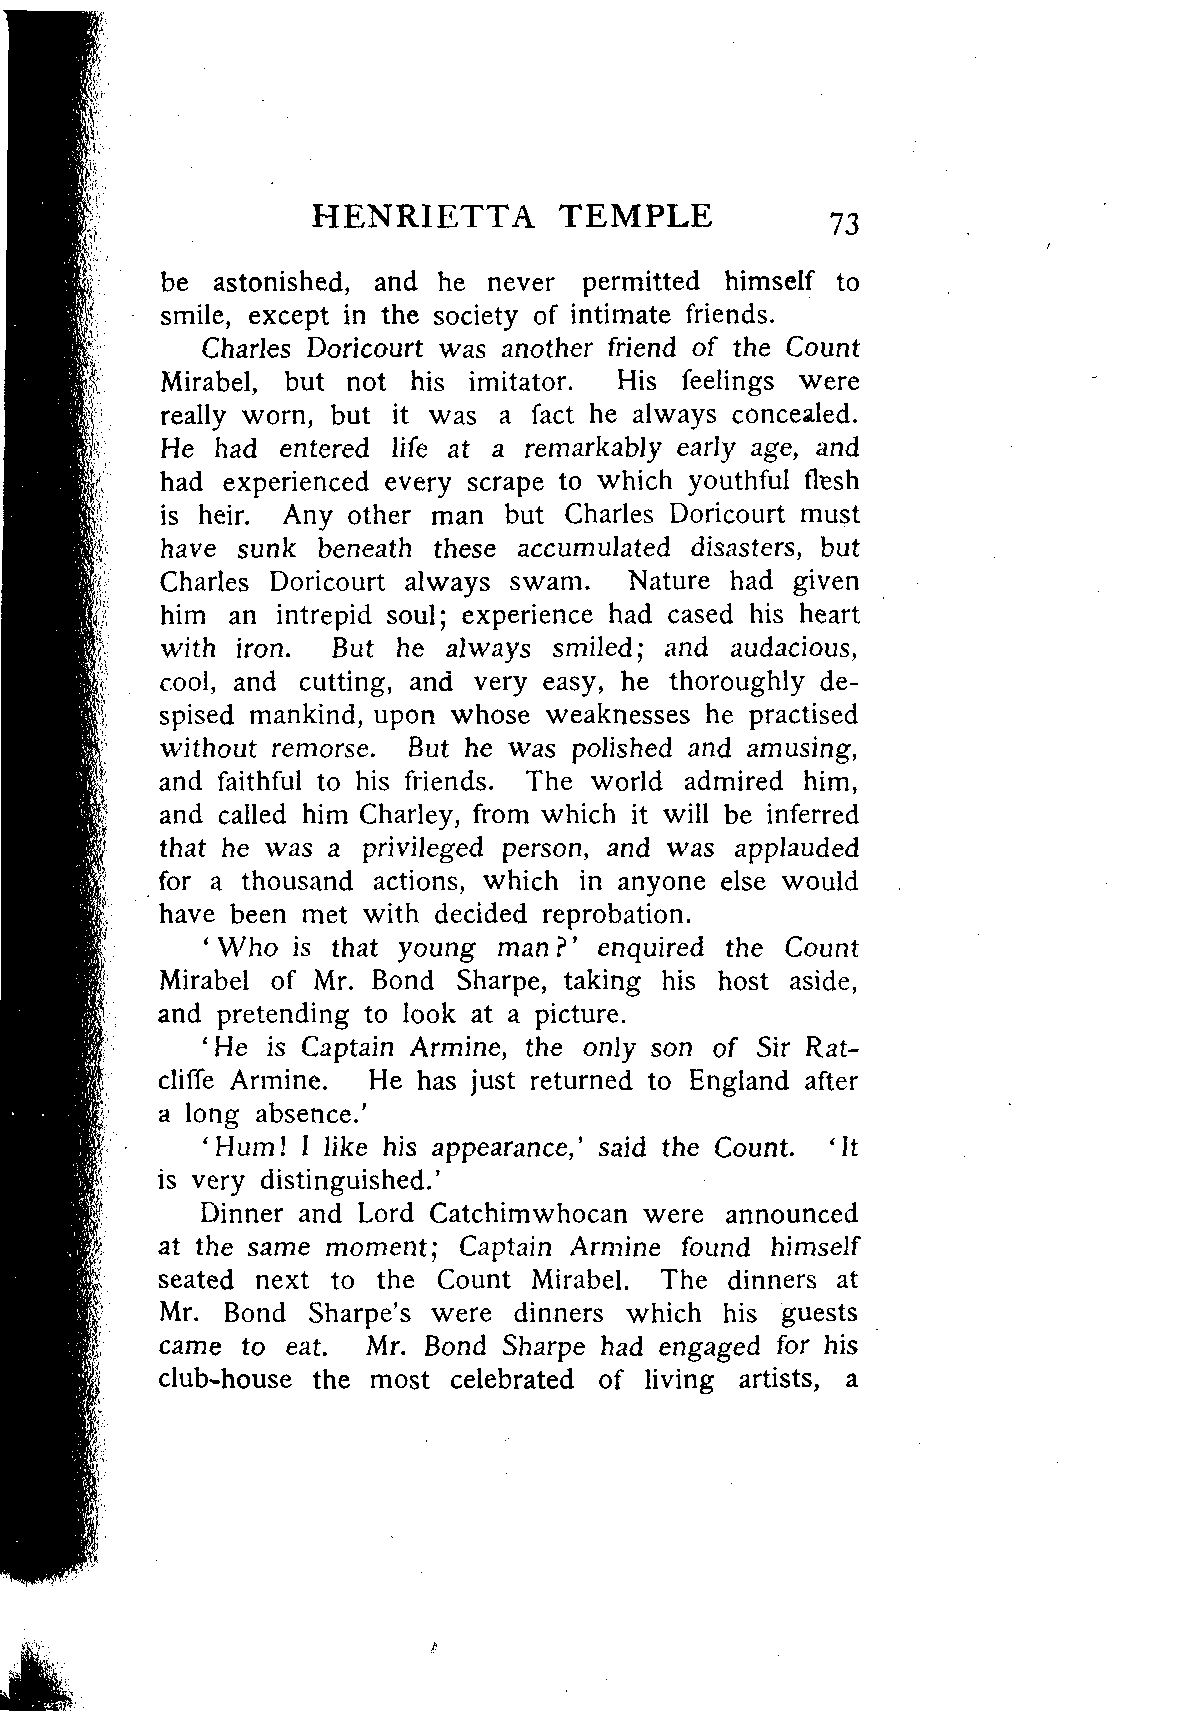 HENRIETTA TEMPLE 73
be astonished, and he never permitted himself to
smile, except in the society of intimate friends.
Charles Doricourt was another friend of the Count
Mirabel, but not his imitator. His feelings were
really worn, but it was a fact he always concealed.
He had entered life at a remarkably early age, and
had experienced every scrape to which youthful flesh
is heir. Any other man but Charles Doricourt must
have sunk beneath these accumulated disasters, but
Charles Doricourt always swam. Nature had given
him an intrepid soul; experience had cased his heart
with iron. But he always smiled; and audacious,
cool, and cutting, and very easy, he thoroughly de-
spised mankind, upon whose weaknesses he practised
without remorse. But he was polished and amusing,
and faithful to his friends. The world admired him,
and called him Charley, from which it will be inferred
that he was a privileged person, and was applauded
for a thousand actions, which in anyone else would
have been met with decided reprobation.
‘Who is that young man?’ enquired the Count
Mirabel of Mr. Bond Sharpe, taking his host aside,
and pretending to look at a picture.
‘He is Captain Armine, the only son of Sir Rat-
cliffe Armine. He has just returned to England after
a long absence.’
‘Hum! I like his appearance,’ said the Count. ‘It
is very distinguished.’
Dinner and Lord Catchimwhocan were announced
at the same moment; Captain Armine found himself
seated next to the Count Mirabel. The dinners at
Mr. Bond Sharpe's were dinners which his guests
came to eat. Mr. Bond Sharpe had engaged for his
club-house the most celebrated of living artists, a